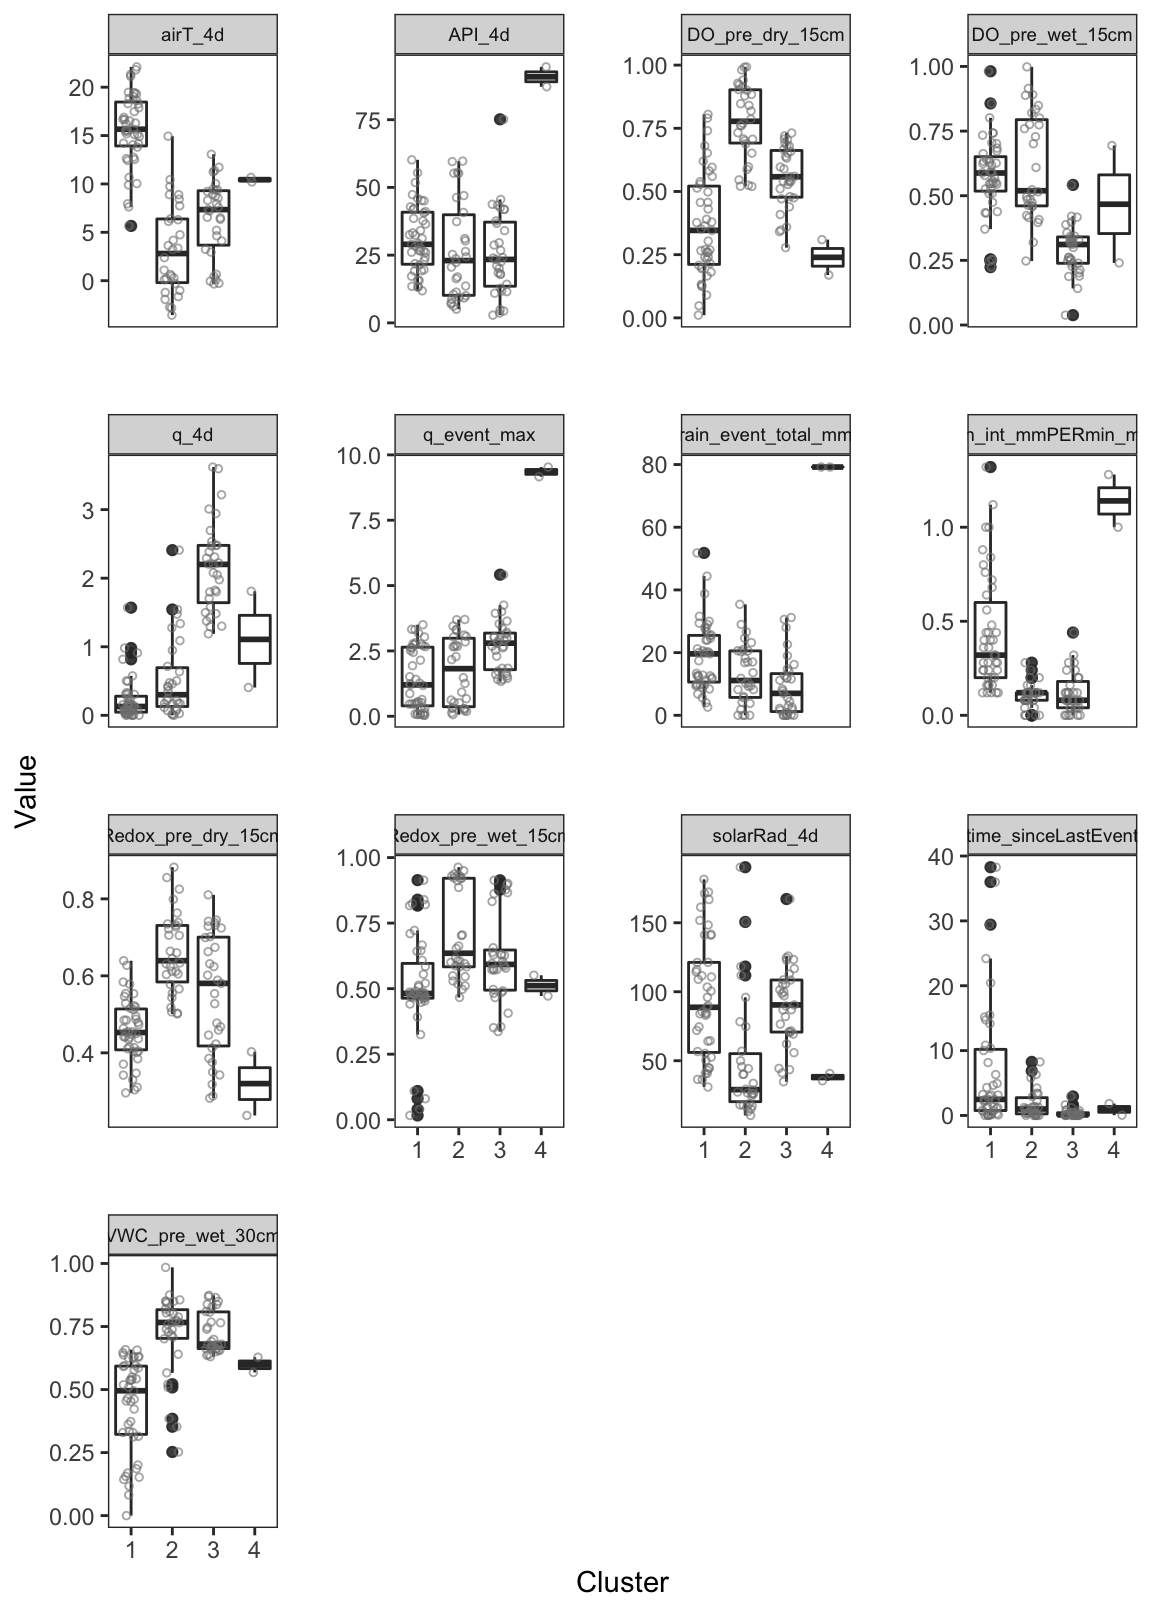 airT_4d API_4d DO_pre_dry_15cm DO_pre_wet_15cm
20 15 10 5 0
75 50 25 0
1.00 0.75 0.50 0.25 0.00
1.00 0.75 0.50 0.25 0.00
q_4d q_event_max rain_event_total_mm n_int_mmPERmin_m
3 2 1 0
10.0 7.5 5.0 2.5 0.0
80 60 40 20 0
1.0 0.5 0.0
Redox_pre_dry_15cm Redox_pre_wet_15cm solarRad_4d time_sinceLastEvent
0.8 0.6 0.4
1.00 0.75 0.50 0.25 0.00
150 100 50
40 30 20 10 0
1 2 3 4
1 2 3 4
1 2 3 4
VWC_pre_wet_30cm
1.00 0.75 0.50 0.25 0.00
1 2 3 4
Value
Cluster